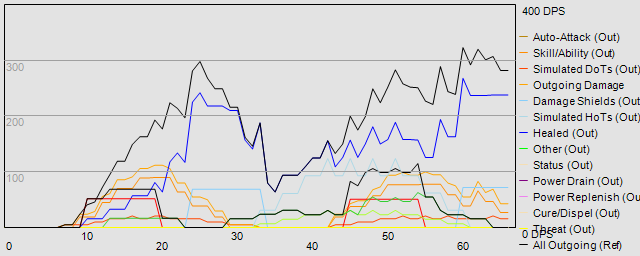 400 DPS
300
200
100
Auto-Attack (Out)
Skill/Ability (Out)
Simulated DoTs (Out)
Outgoing Damage
Damage Shields (Out
Simulated HoTs (Out)
Healed (Out)
Other (Out)
Status (Out)
Power Drain (Out)
Power Replenish (Ou
Cure/Dispel (Out)
Threat (Out)
0 DPS
All Outgoing (Ref)
0 10 20 30 40 50 60